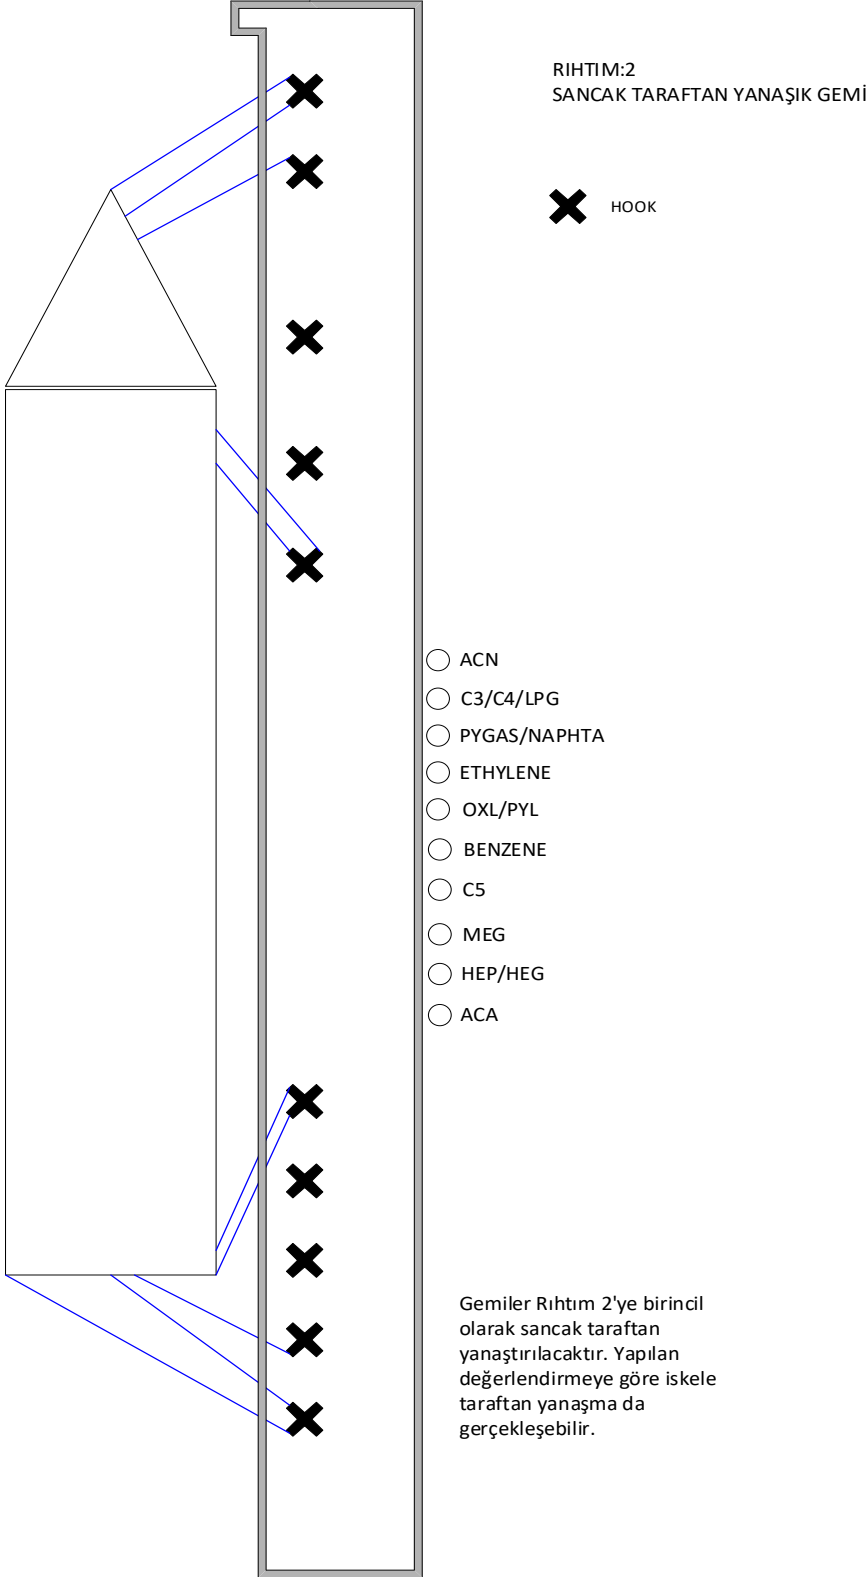 RIHTIM:2
SANCAK TARAFTAN YANAŞIK GEMİ
HOOK
ACN
C3/C4/LPG
PYGAS/NAPHTA
ETHYLENE
OXL/PYL
BENZENE
C5
MEG
HEP/HEG
ACA
Gemiler Rıhtım 2'ye birincil
olarak sancak taraftan
yanaştırılacaktır. Yapılan
değerlendirmeye göre iskele
taraftan yanaşma da
gerçekleşebilir.